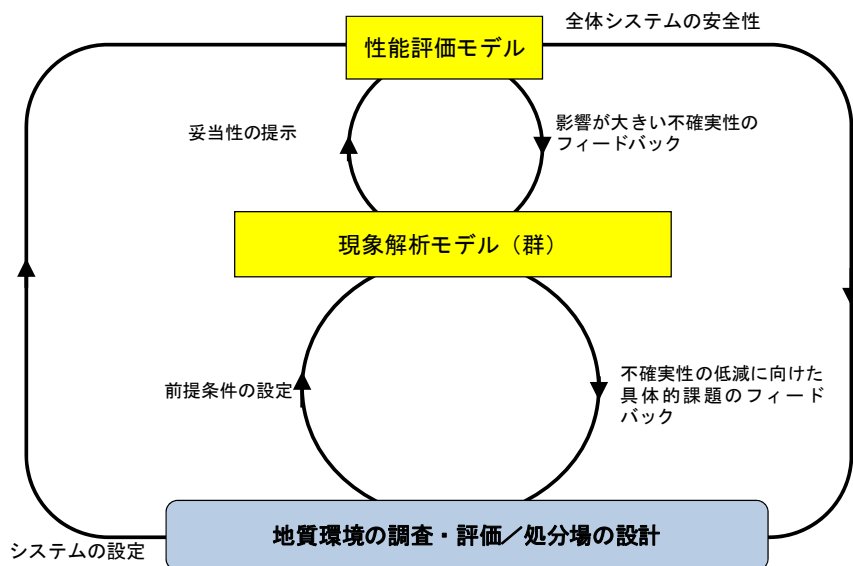 全体システムの安全性
性能評価モデル
妥当性の提示
影響が大きい不確実性の
フィードバック
現象解析モデル（群）
前提条件の設定
不確実性の低減に向けた
具体的課題のフィード
バック
地質環境の調査・評価／処分場の設計
システムの設定